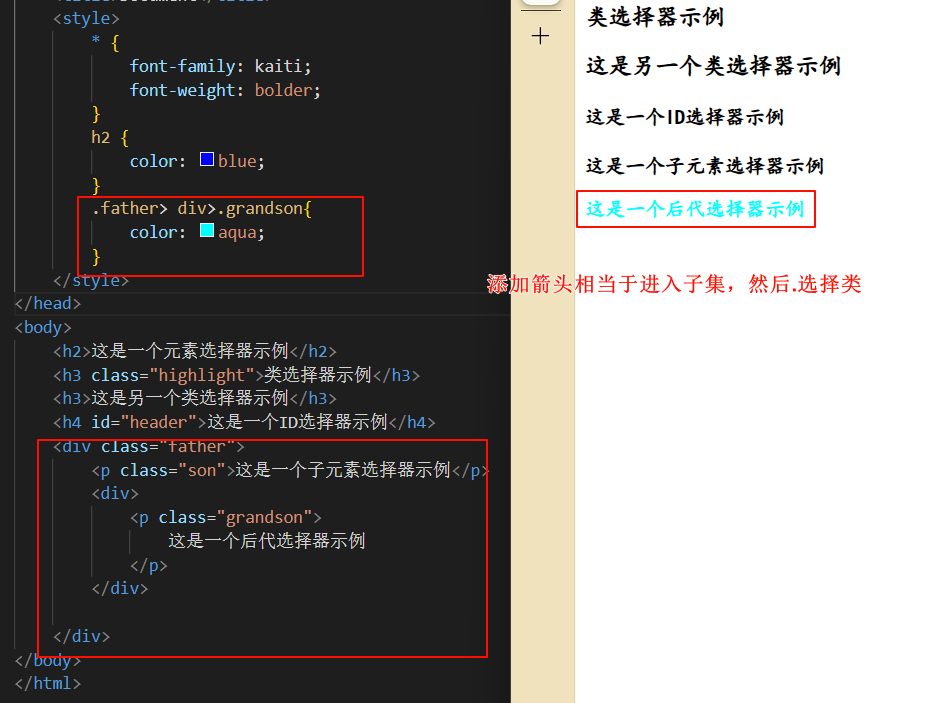 <style>
* {
font-family: kaiti;
font-weight: bolder;
}
h2 {
color: blue;
}
.father> div>.grandson{
color: aqua;
}
</style>
</head>
<body>
<h2>这是一个元素选择器示例</h2>
<h3 class="highlight">类选择器示例</h3>
<h3>这是另一个类选择器示例</h3>
<h4 id="header">这是一个ID选择器示例</h4>
<div class="father">
<p class="son">这是一个子元素选择器示例</p>
<div>
<p class="grandson">
这是一个后代选择器示例
</p>
</div>
</div>
</body>
</html>
类选择器示例
这是另一个类选择器示例
这是一个ID选择器示例
这是一个子元素选择器示例
这是一个后代选择器示例
添加箭头相当于进入子集，然后.选择类